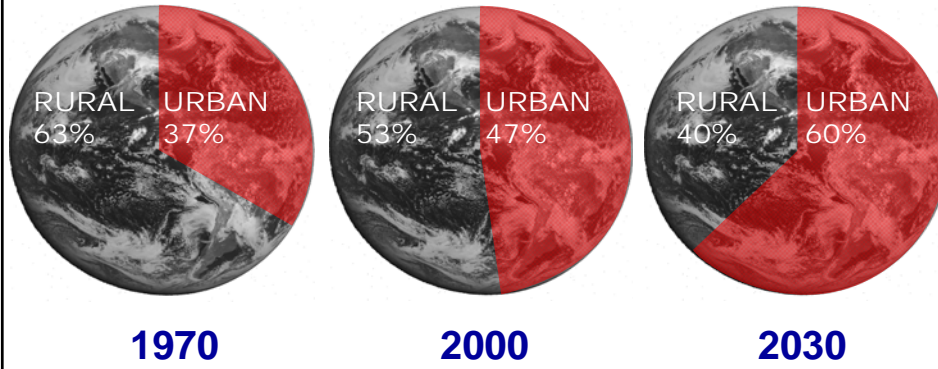 RURAL URBAN
63% 37%
RURAL URBAN
53% 47%
RURAL URBAN
40% 60%
1970
2000
2030